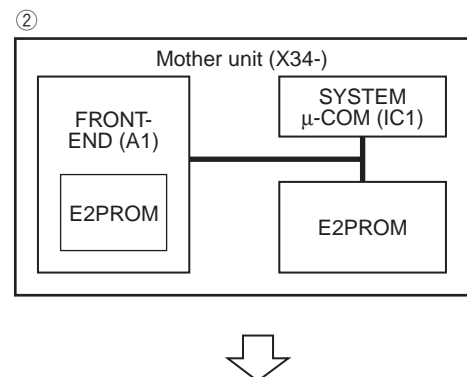 ②
Mother unit (X34-)
FRONT-
END (A1)
E2PROM
SYSTEM
μ-COM (IC1)
E2PROM